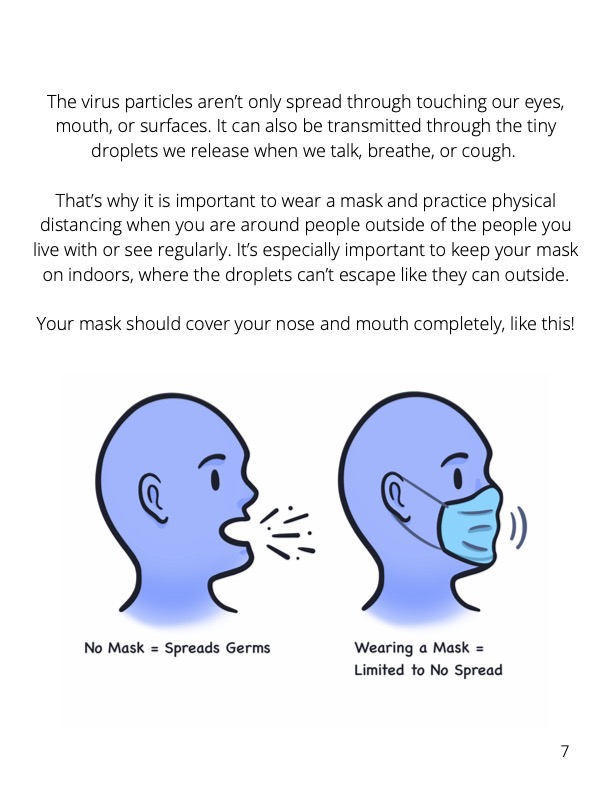 The virus particles aren’t only spread through touching our eyes,
mouth, or surfaces. It can also be transmitted through the tiny
droplets we release when we talk, breathe, or cough.
That’s why it is important to wear a mask and practice physical
distancing when you are around people outside of the people you
live with or see regularly. It’s especially important to keep your mask
on indoors, where the droplets can’t escape like they can outside.
Your mask should cover your nose and mouth completely, like this!
No Mask = Spreads Germs
Wearing a Mask =
Limited to No Spread
7